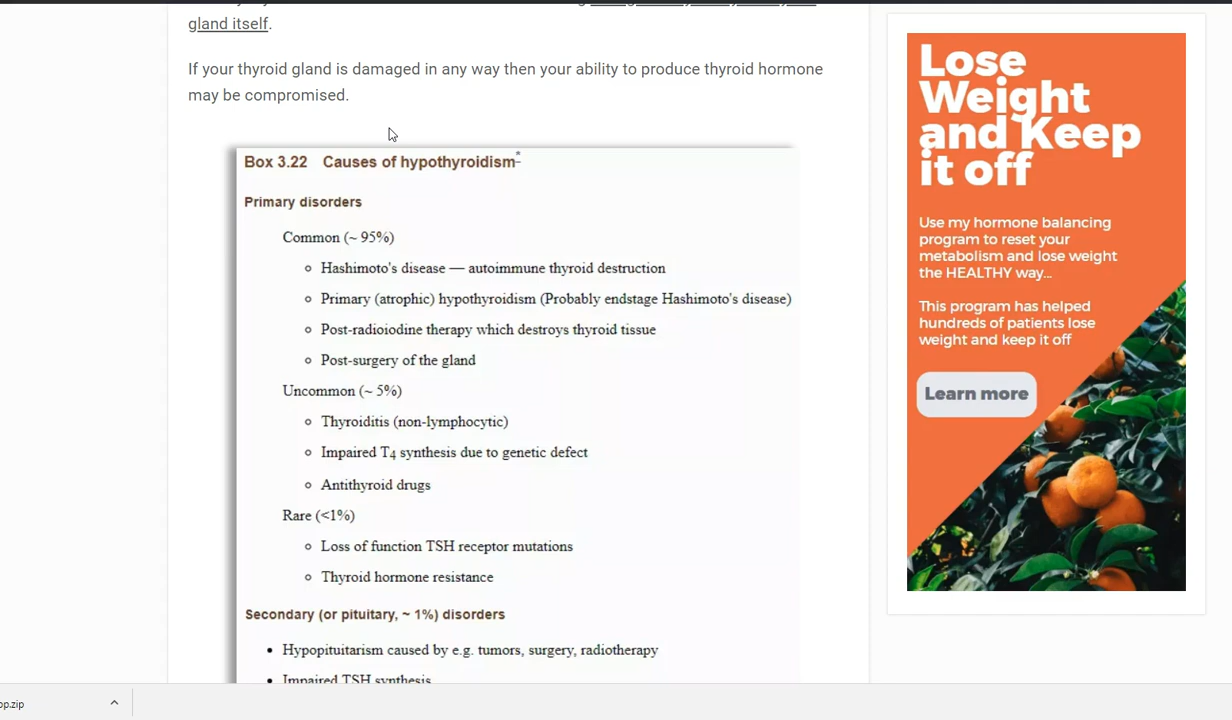 gland itself.
If your thyroid gland is damaged in any way then your ability to produce thyroid hormone
may be compromised.
Box 3.22 Causes of hypothyroidism*
Primary disorders
Common (~ 95%)
Hashimoto's disease — autoimmune thyroid destruction
Primary (atrophic) hypothyroidism (Probably endstage Hashimoto's disease)
Post-radioiodine therapy which destroys thyroid tissue
Post-surgery of the gland
Uncommon (~ 5%)
Thyroiditis (non-lymphocytic)
Impaired T4 synthesis due to genetic defect
Antithyroid drugs
Rare (<1%)
Loss of function TSH receptor mutations
Thyroid hormone resistance
Secondary (or pituitary, ~ 1%) disorders
Hypopituitarism caused by e.g. tumors, surgery, radiotherapy
Impaired TSH synthesis
Lose
Weight
and Keep
it off
Use my hormone balancing
program to reset your
metabolism and lose weight
the HEALTHY way...
This program has helped
hundreds of patients lose
weight and keep it off
Learn more
op.zip